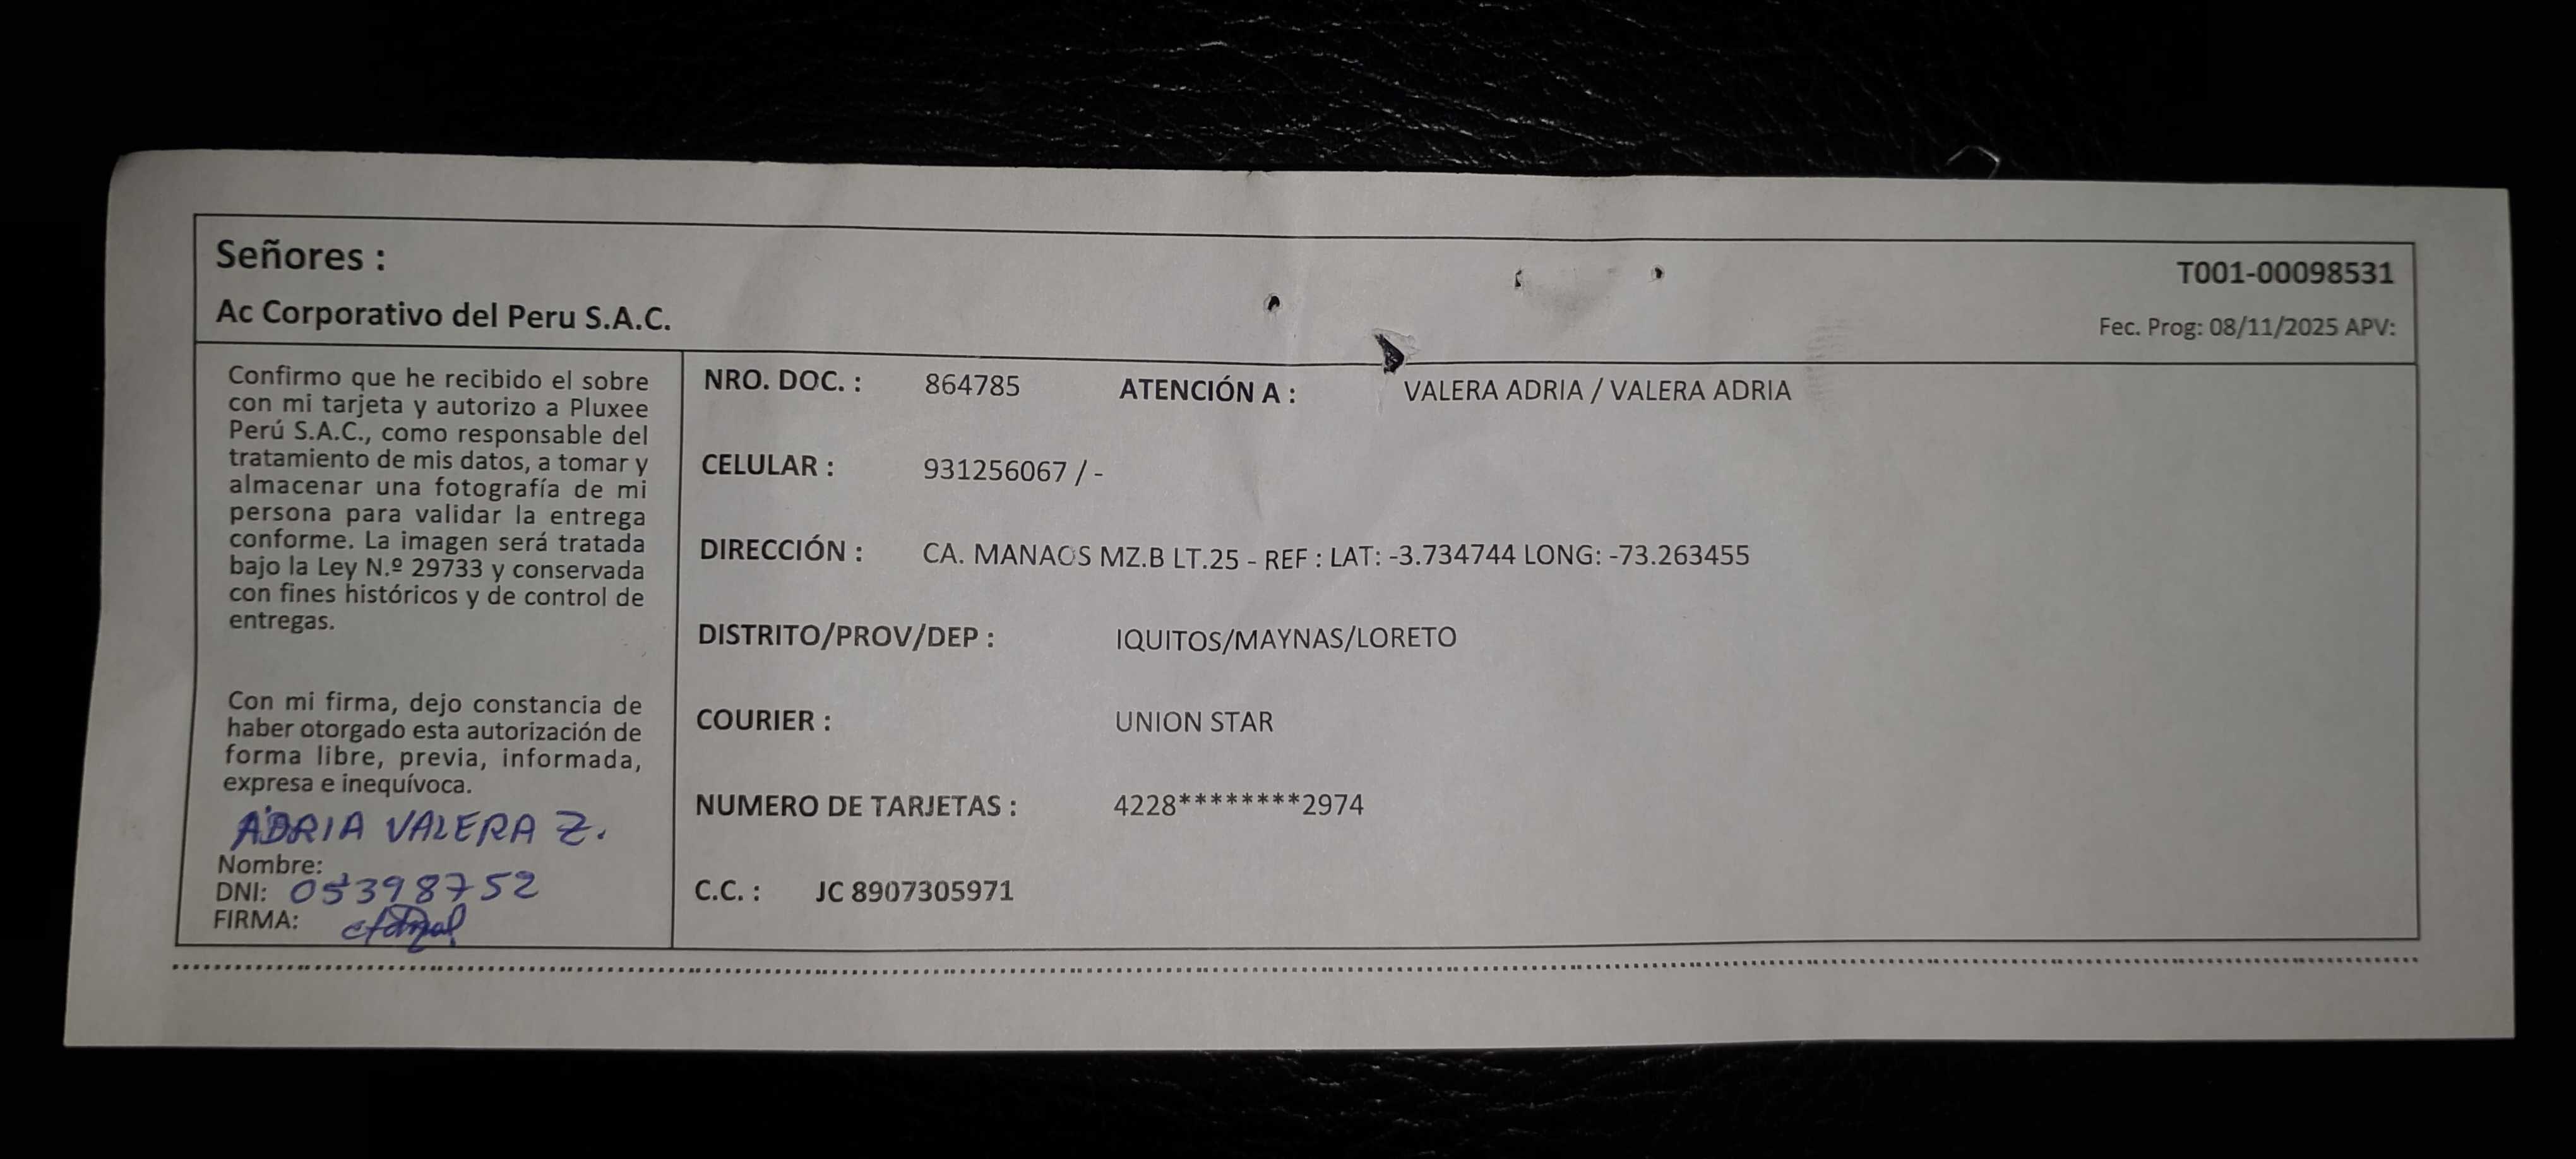 Señores :
Ac Corporativo del Peru S.A.C.
T001-00098531
Fec. Prog: 08/11/2025 APV:
Confirmo que he recibido el sobre
con mi tarjeta y autorizo a Pluxee
Perú S.A.C., como responsable del
tratamiento de mis datos, a tomar y
almacenar una fotografía de mi
persona para validar la entrega
conforme. La imagen será tratada
bajo la Ley N.º 29733 y conservada
con fines históricos y de control de
entregas.
Con mi firma, dejo constancia de
haber otorgado esta autorización de
forma libre, previa, informada,
expresa e inequívoca.
ADRIA VALERA Z.
Nombre:
DNI: 05398752
FIRMA:
NRO. DOC. : 864785 ATENCIÓN A : VALERA ADRIA / VALERA ADRIA
CELULAR : 931256067 / -
DIRECCIÓN : CA. MANAOS MZ.B LT.25 - REF : LAT: -3.734744 LONG: -73.263455
DISTRITO/PROV/DEP : IQUITOS/MAYNAS/LORETO
COURIER : UNION STAR
NUMERO DE TARJETAS : 4228********2974
C.C. : JC 8907305971